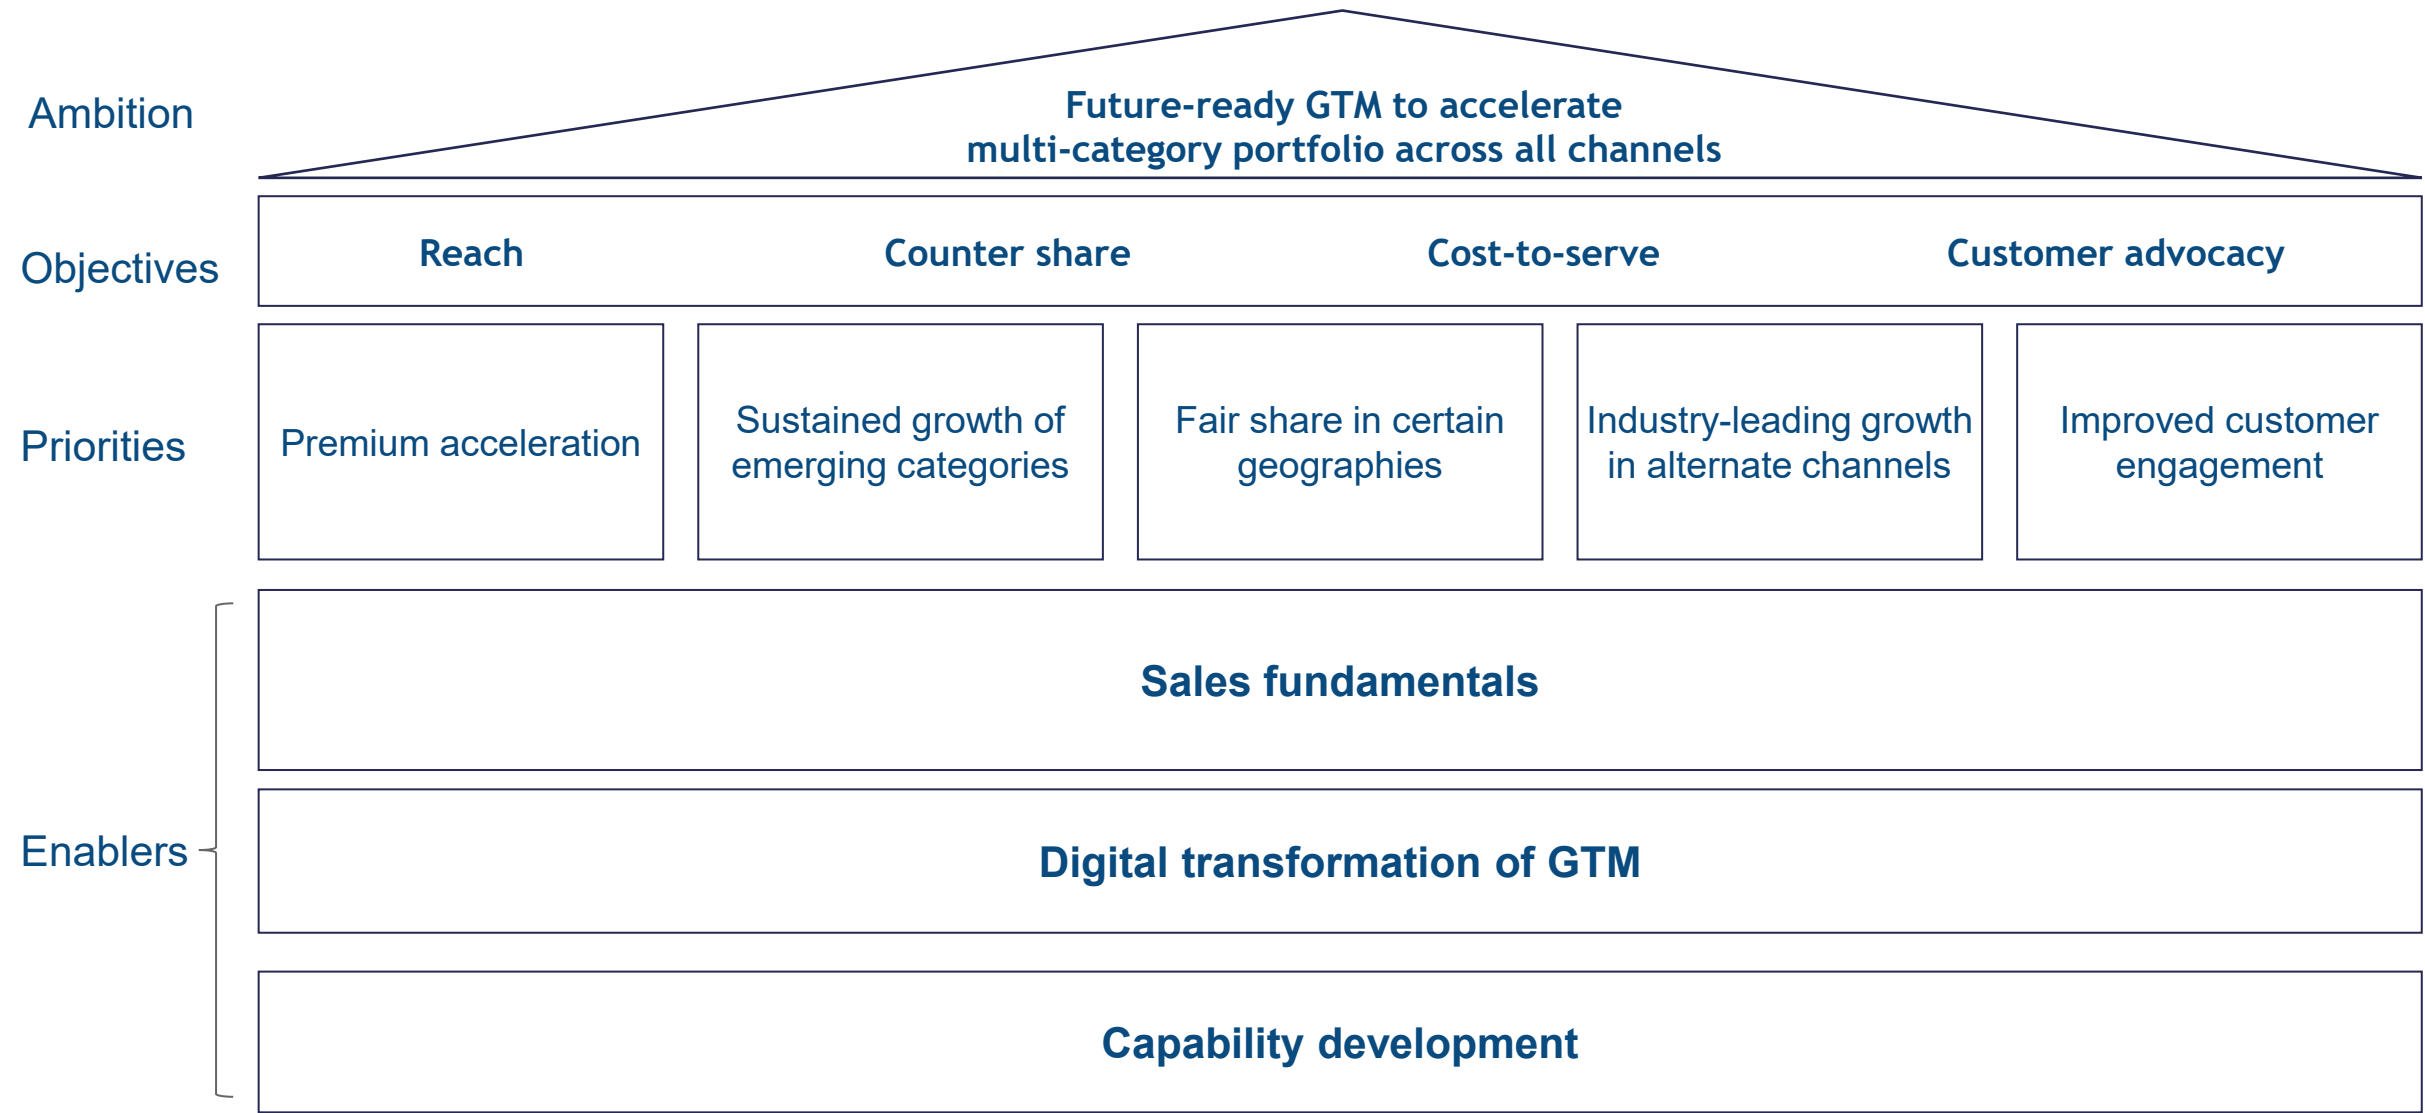 Ambition
Future-ready GTM to accelerate
multi-category portfolio across all channels
Objectives
Reach
Counter share
Cost-to-serve
Customer advocacy
Priorities
Premium acceleration
Sustained growth of
emerging categories
Fair share in certain
geographies
Industry-leading growth
in alternate channels
Improved customer
engagement
Enablers
Sales fundamentals
Digital transformation of GTM
Capability development